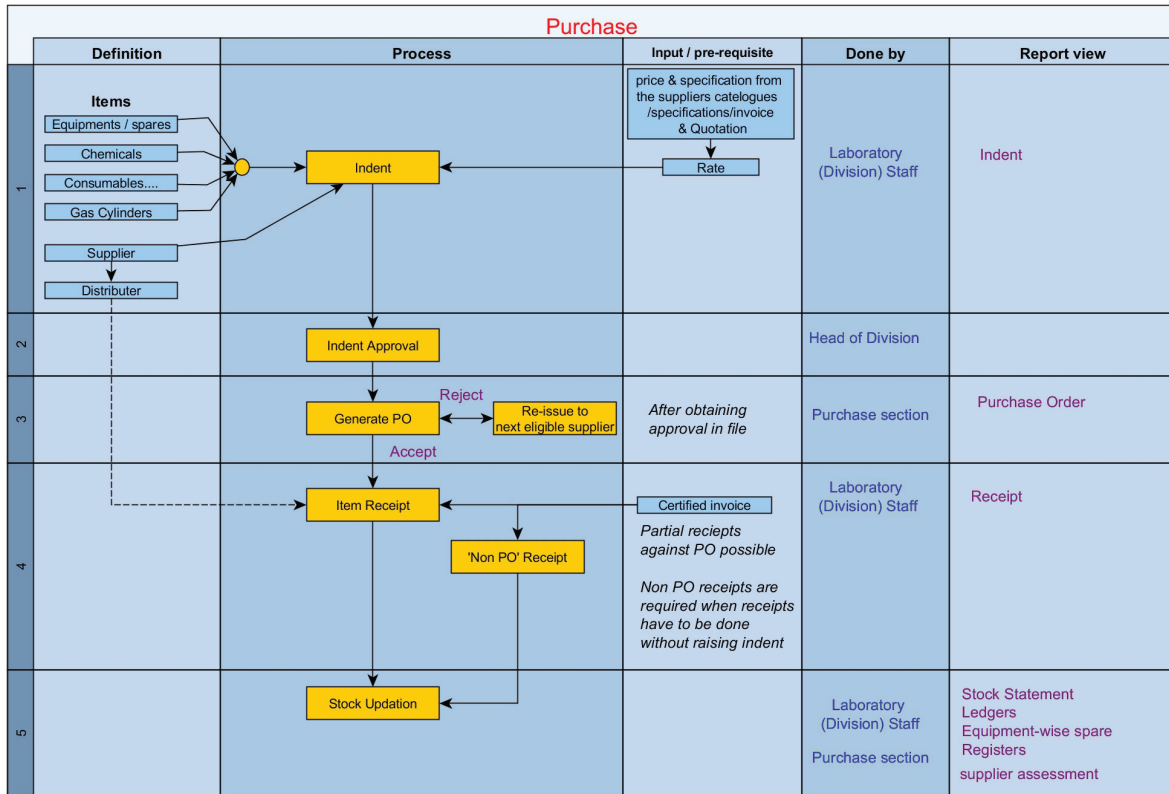 Purchase
Definition
Process
Input / pre-requisite
Done by
Report view
1
Items
Equipments / spares
Chemicals
Consumables....
Gas Cylinders
Supplier
Distributer
Indent
price & specification from
the suppliers catelogues
/specifications/invoice
& Quotation
Rate
Laboratory
(Division) Staff
Indent
2
Indent Approval
Head of Division
3
Generate PO
Reject
Re-issue to
next eligible supplier
Accept
After obtaining
approval in file
Purchase section
Purchase Order
4
Item Receipt
'Non PO' Receipt
Certified invoice
Partial reciepts
against PO possible
Non PO receipts are
required when receipts
have to be done
without raising indent
Laboratory
(Division) Staff
Receipt
5
Stock Updation
Laboratory
(Division) Staff
Purchase section
Stock Statement
Ledgers
Equipment-wise spare
Registers
supplier assessment